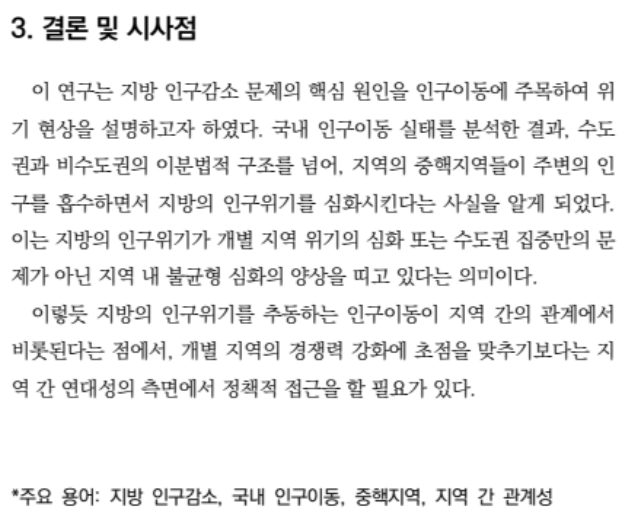 3. 결론 및 시사점
이 연구는 지방 인구감소 문제의 핵심 원인을 인구이동에 주목하여 위
기 현상을 설명하고자 하였다. 국내 인구이동 실태를 분석한 결과, 수도
권과 비수도권의 이분법적 구조를 넘어, 지역의 중핵지역들이 주변의 인
구를 흡수하면서 지방의 인구위기를 심화시킨다는 사실을 알게 되었다.
이는 지방의 인구위기가 개별 지역 위기의 심화 또는 수도권 집중만의 문
제가 아닌 지역 내 불균형 심화의 양상을 띠고 있다는 의미이다.
이렇듯 지방의 인구위기를 추동하는 인구이동이 지역 간의 관계에서
비롯된다는 점에서, 개별 지역의 경쟁력 강화에 초점을 맞추기보다는 지
역 간 연대성의 측면에서 정책적 접근을 할 필요가 있다.
*주요 용어: 지방 인구감소, 국내 인구이동, 중핵지역, 지역 간 관계성